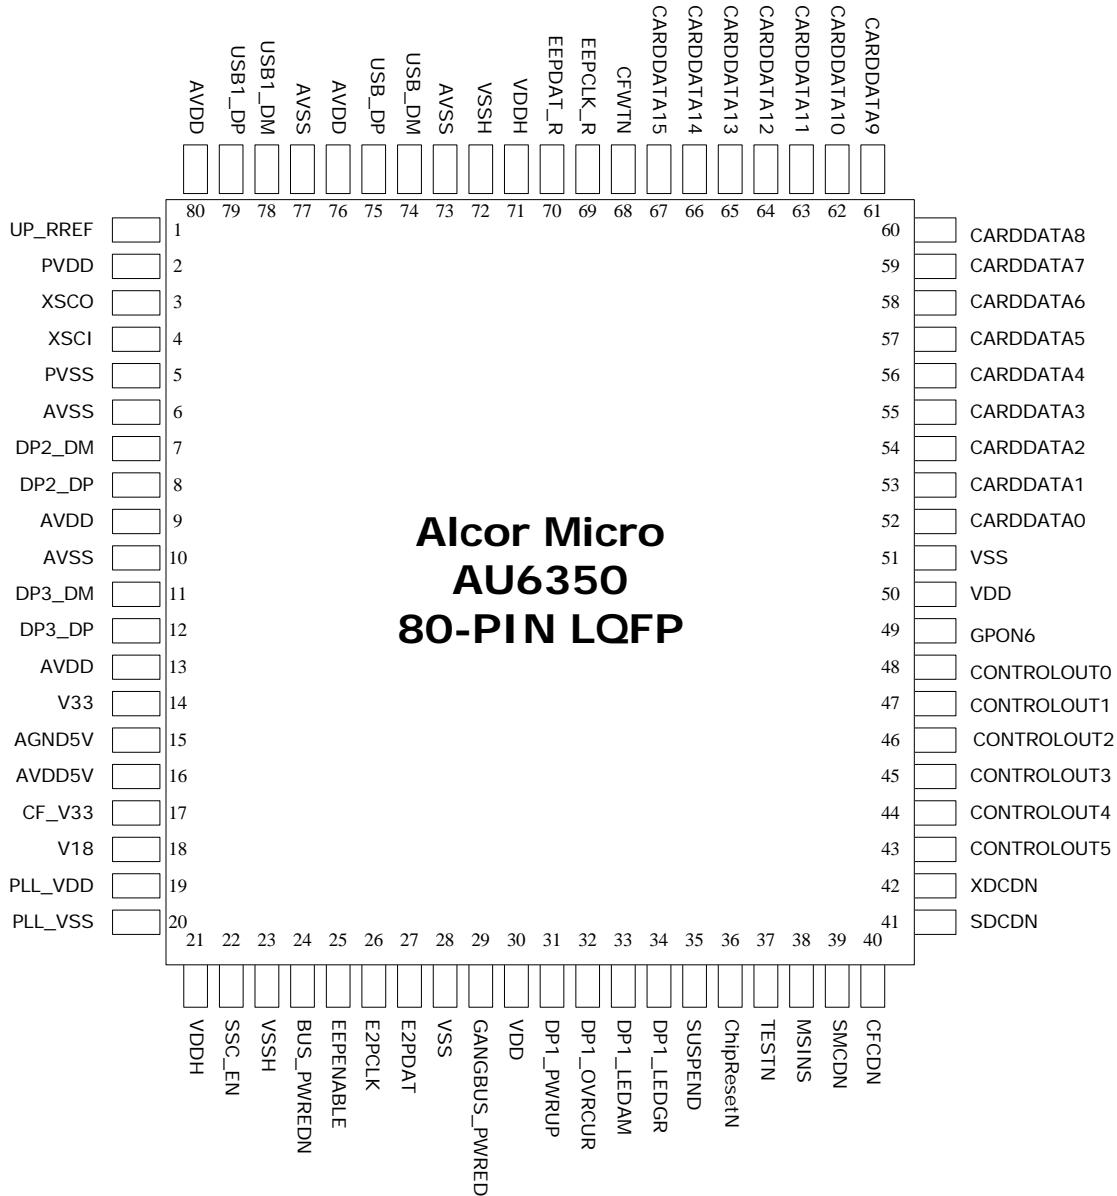 AVDD
USB1_DP
USB1_DM
AVSS
AVDD
USB_DP
USB_DM
AVSS
VSSH
VDDH
EEPDAT_R
EEPCLK_R
CFWTN
CARDDATA15
CARDDATA14
CARDDATA13
CARDDATA12
CARDDATA11
CARDDATA10
CARDDATA9
80 79 78 77 76 75 74 73 72 71 70 69 68 67 66 65 64 63 62 61
UP_RREF 1
PVDD 2
XSCO 3
XSCI 4
PVSS 5
AVSS 6
DP2_DM 7
DP2_DP 8
AVDD 9
AVSS 10
DP3_DM 11
DP3_DP 12
AVDD 13
V33 14
AGND5V 15
AVDD5V 16
CF_V33 17
V18 18
PLL_VDD 19
PLL_VSS 20
Alcor Micro
AU6350
80-PIN LQFP
60 CARDDATA8
59 CARDDATA7
58 CARDDATA6
57 CARDDATA5
56 CARDDATA4
55 CARDDATA3
54 CARDDATA2
53 CARDDATA1
52 CARDDATA0
51 VSS
50 VDD
49 GPON6
48 CONTROLOUT0
47 CONTROLOUT1
46 CONTROLOUT2
45 CONTROLOUT3
44 CONTROLOUT4
43 CONTROLOUT5
42 XDCDN
41 SDCDN
21 22 23 24 25 26 27 28 29 30 31 32 33 34 35 36 37 38 39 40
VDDH
SSC_EN
VSSH
BUS_PWREDN
EEPENABLE
E2PCLK
E2PDAT
VSS
GANGBUS_PWRED
VDD
DP1_PWRUP
DP1_OVRCUR
DP1_LEDAM
DP1_LEDGR
SUSPEND
ChipResetN
TESTN
MSINS
SMCDN
CFCDN